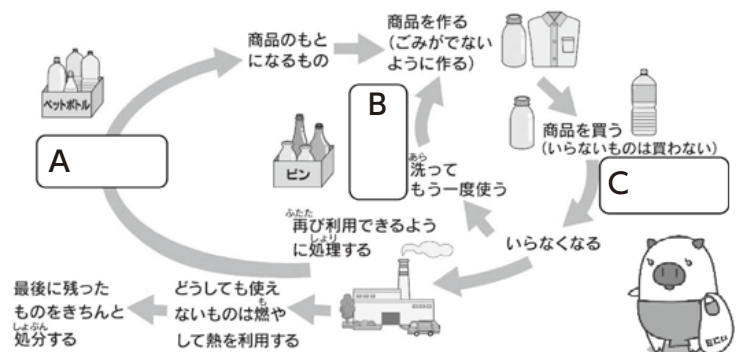 商品のもと
になるもの
商品を作る
(ごみがでない
ように作る)
ペットボトル
A
B
ビン
あら
洗って
もう一度使う
商品を買う
(いらないものは買わない)
C
いらなくなる
ふたた
再び利用できるよう
しょり
に処理する
どうしても使え
も
ないものは燃や
して熱を利用する
最後に残った
ものをきちんと
しょぶん
処分する